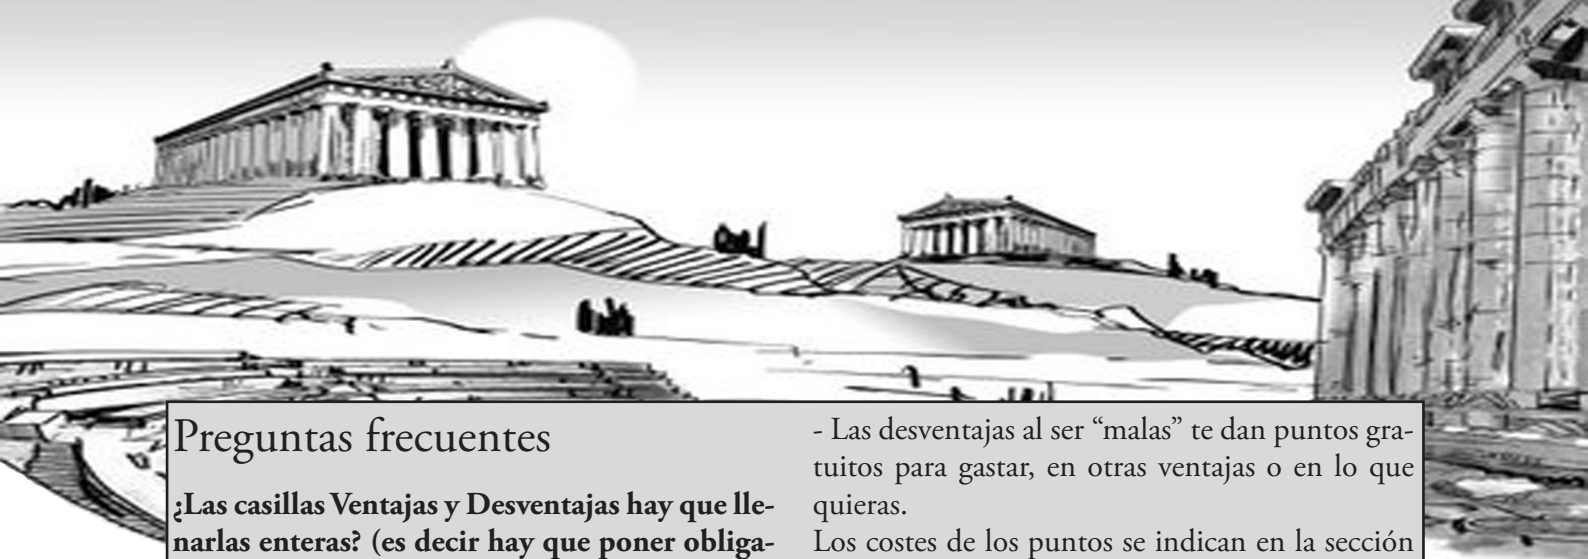 Preguntas frecuentes
¿Las casillas Ventajas y Desventajas hay que lle-
narlas enteras? (es decir hay que poner obliga-
- Las desventajas al ser “malas” te dan puntos gra-
tuitos para gastar, en otras ventajas o en lo que
quieras.
Los costes de los puntos se indican en la sección